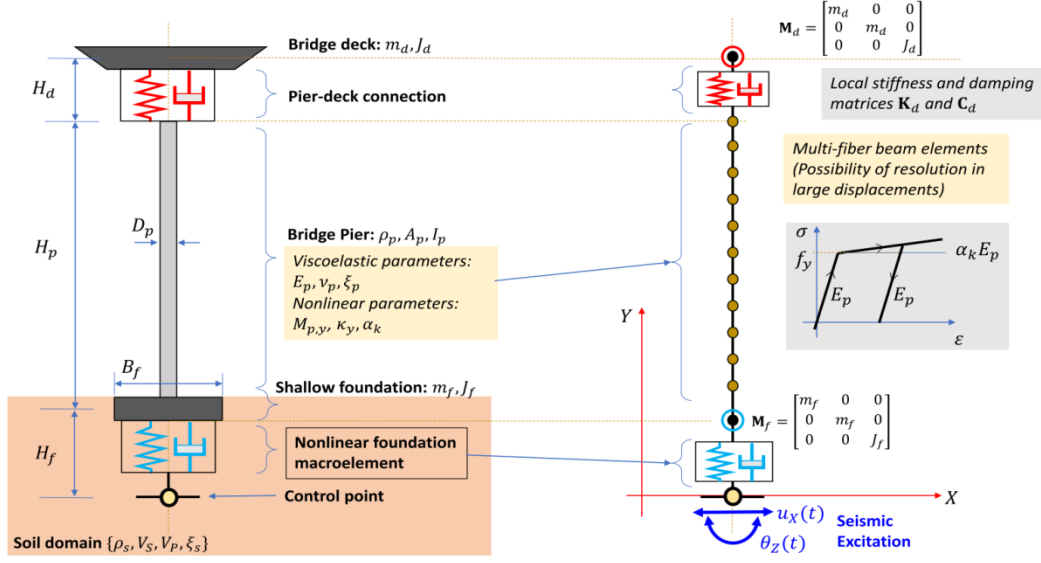 Bridge deck: m_d, J_d
H_d
Pier-deck connection
D_p
H_p
Bridge Pier: ρ_p, A_p, I_p
Viscoelastic parameters:
E_p, ν_p, ξ_p
Nonlinear parameters:
M_{p,y}, κ_y, α_k
B_f
Shallow foundation: m_f, J_f
H_f
Nonlinear foundation
macroelement
Control point
Soil domain {ρ_s, V_S, V_P, ξ_s}
M_d = [m_d 0 0
0 m_d 0
0 0 J_d]
Local stiffness and damping
matrices K_d and C_d
Multi-fiber beam elements
(Possibility of resolution in
large displacements)
σ
f_y
α_k E_p
E_p
E_p
ε
Y
M_f = [m_f 0 0
0 m_f 0
0 0 J_f]
X
u_X(t)
θ_Z(t)
Seismic
Excitation